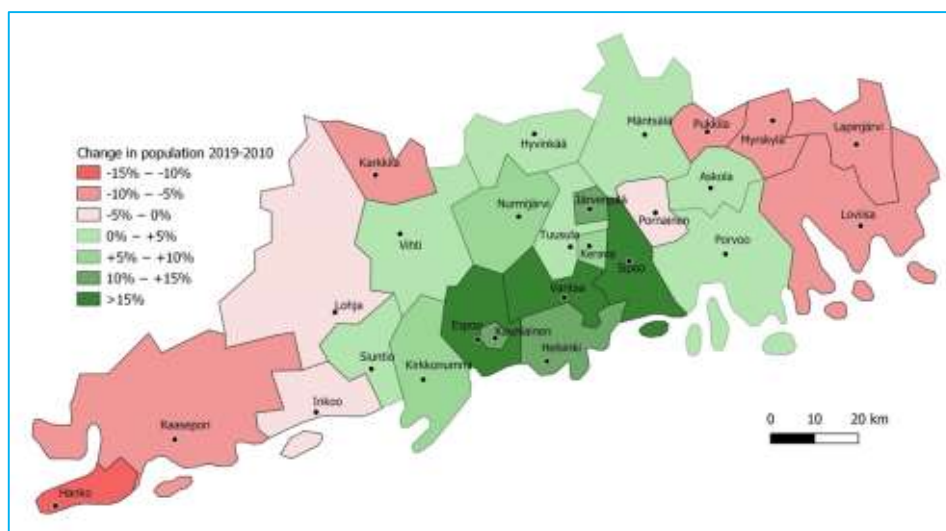 Change in population 2019-2010
-15% – -10%
-10% – -5%
-5% – 0%
0% – +5%
+5% – +10%
10% – +15%
>15%
Mäntsälä
Pukkila
Myrskylä
Lapinjärvi
Hyvinkää
Karkkila
Askola
Järvenpää
Nurmijärvi
Pornainen
Loviisa
Vihti
Tuusula
Kerava
Porvoo
Sipoo
Vantaa
Lohja
Espoo
Kauniainen
Helsinki
Siuntio
Kirkkonummi
Inkoo
Raasepori
Hanko
0 10 20 km